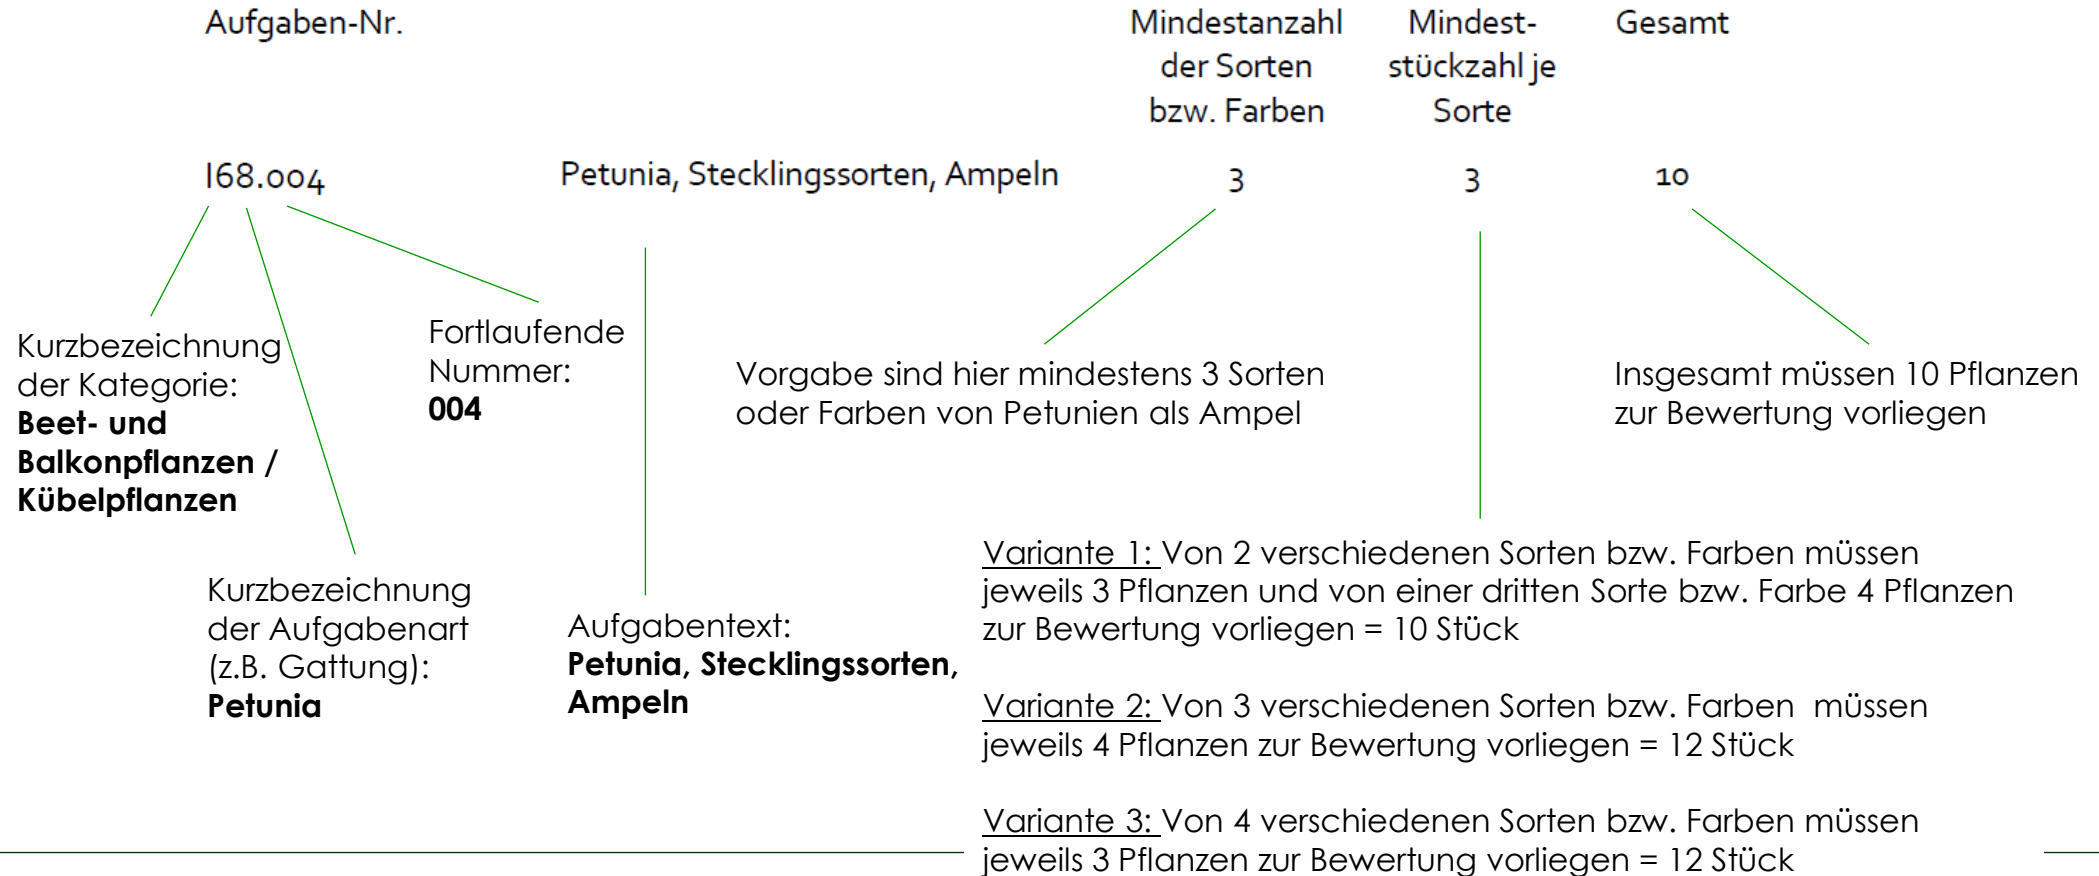 Aufgaben-Nr.
Mindestanzahl
der Sorten
bzw. Farben
Mindest-
stückzahl je
Sorte
Gesamt
I68.004
Petunia, Stecklingssorten, Ampeln
3
3
10
Kurzbezeichnung
der Kategorie:
Beet- und
Balkonpflanzen /
Kübelpflanzen
Fortlaufende
Nummer:
004
Vorgabe sind hier mindestens 3 Sorten
oder Farben von Petunien als Ampel
Insgesamt müssen 10 Pflanzen
zur Bewertung vorliegen
Kurzbezeichnung
der Aufgabenart
(z.B. Gattung):
Petunia
Aufgabentext:
Petunia, Stecklingssorten,
Ampeln
Variante 1: Von 2 verschiedenen Sorten bzw. Farben müssen
jeweils 3 Pflanzen und von einer dritten Sorte bzw. Farbe 4 Pflanzen
zur Bewertung vorliegen = 10 Stück
Variante 2: Von 3 verschiedenen Sorten bzw. Farben müssen
jeweils 4 Pflanzen zur Bewertung vorliegen = 12 Stück
Variante 3: Von 4 verschiedenen Sorten bzw. Farben müssen
jeweils 3 Pflanzen zur Bewertung vorliegen = 12 Stück